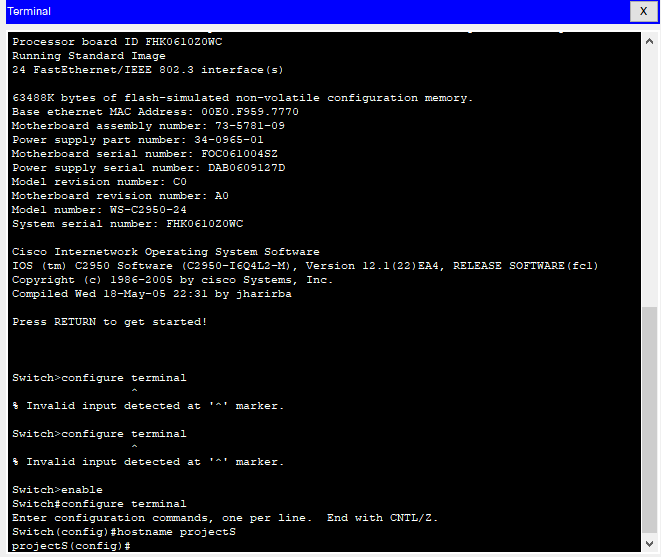 Terminal
X
Processor board ID FHK0610Z0WC
Running Standard Image
24 FastEthernet/IEEE 802.3 interface(s)
63488K bytes of flash-simulated non-volatile configuration memory.
Base ethernet MAC Address: 00E0.F959.7770
Motherboard assembly number: 73-5781-09
Power supply part number: 34-0965-01
Motherboard serial number: FOC061004SZ
Power supply serial number: DAB0609127D
Model revision number: C0
Motherboard revision number: A0
Model number: WS-C2950-24
System serial number: FHK0610Z0WC
Cisco Internetwork Operating System Software
IOS (tm) C2950 Software (C2950-I6Q4L2-M), Version 12.1(22)EA4, RELEASE SOFTWARE(fc1)
Copyright (c) 1986-2005 by cisco Systems, Inc.
Compiled Wed 18-May-05 22:31 by jharirba
Press RETURN to get started!
Switch>configure terminal
^
% Invalid input detected at '^' marker.
Switch>configure terminal
^
% Invalid input detected at '^' marker.
Switch>enable
Switch#configure terminal
Enter configuration commands, one per line.  End with CNTL/Z.
Switch(config)#hostname projectS
projectS(config)#